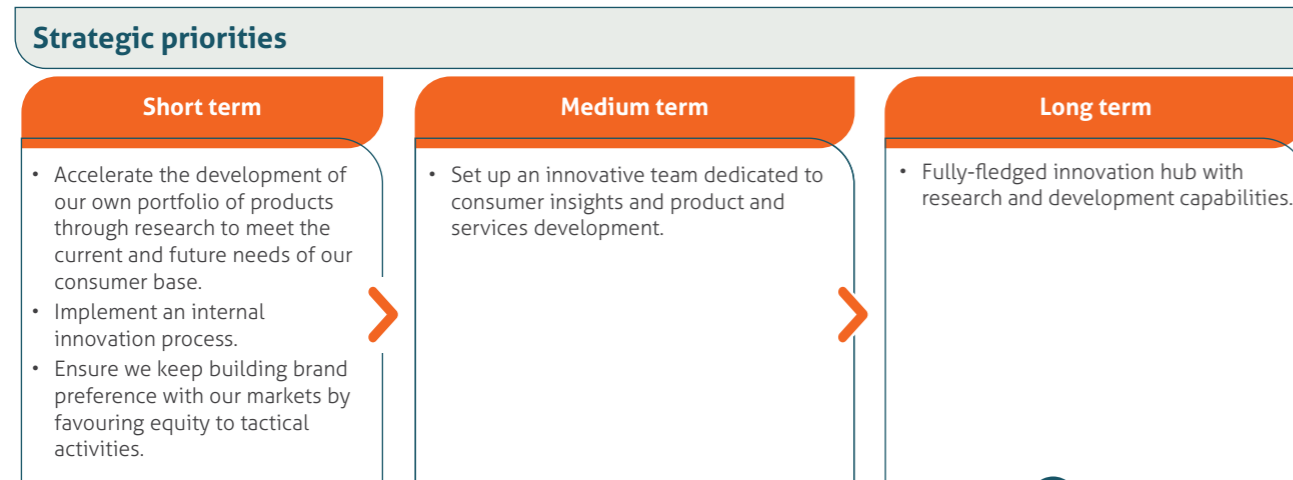 Strategic priorities
Short term
• Accelerate the development of
our own portfolio of products
through research to meet the
current and future needs of our
consumer base.
• Implement an internal
innovation process.
• Ensure we keep building brand
preference with our markets by
favouring equity to tactical
activities.
Medium term
• Set up an innovative team dedicated to
consumer insights and product and
services development.
Long term
• Fully-fledged innovation hub with
research and development capabilities.